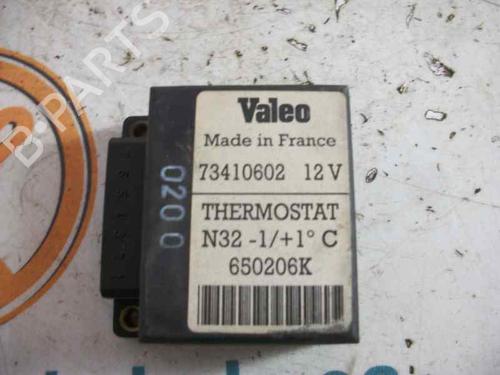 B-PARTS
Valeo
Made in France
73410602 12 V
THERMOSTAT
N32 -1/+1° C
650206K
0200